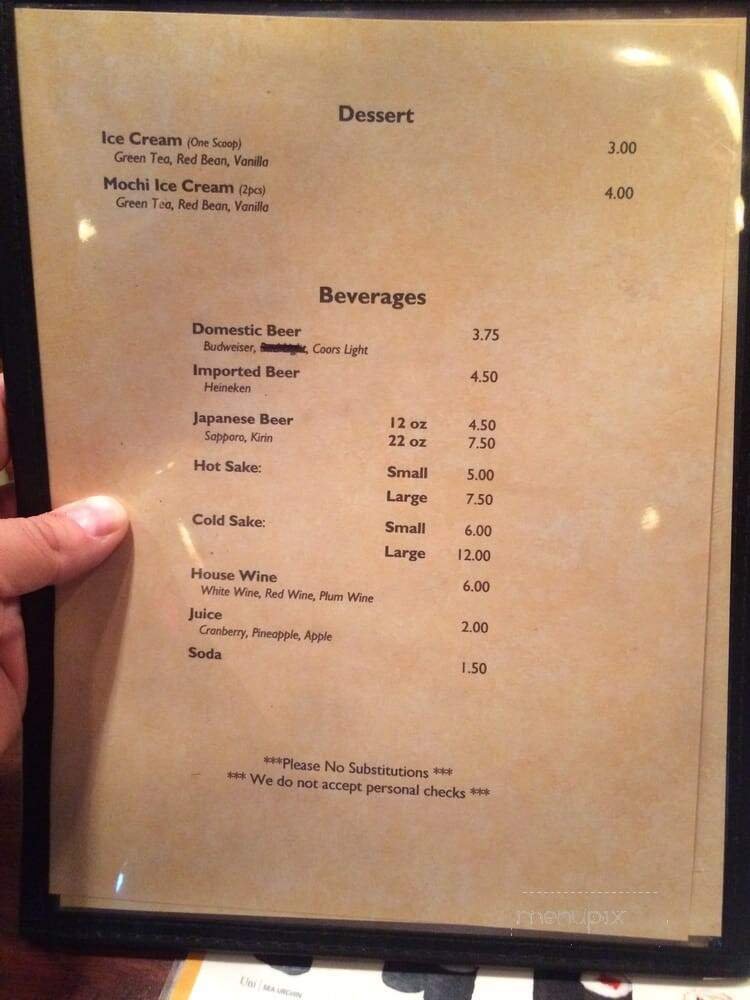 Dessert
Ice Cream (One Scoop) 3.00
Green Tea, Red Bean, Vanilla
Mochi Ice Cream (2pcs) 4.00
Green Tea, Red Bean, Vanilla
Beverages
Domestic Beer 3.75
Budweiser, , Coors Light
Imported Beer 4.50
Heineken
Japanese Beer 12 oz 4.50
Sapporo, Kirin 22 oz 7.50
Hot Sake: Small 5.00
Large 7.50
Cold Sake: Small 6.00
Large 12.00
House Wine 6.00
White Wine, Red Wine, Plum Wine
Juice 2.00
Cranberry, Pineapple, Apple
Soda 1.50
***Please No Substitutions ***
*** We do not accept personal checks ***
menupix
Uni | SEA URCHIN